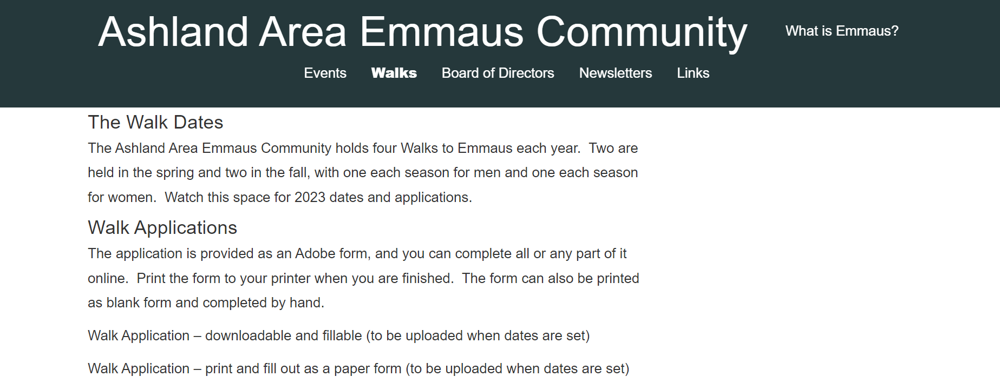 Ashland Area Emmaus Community
What is Emmaus?
Events Walks Board of Directors Newsletters Links
The Walk Dates
The Ashland Area Emmaus Community holds four Walks to Emmaus each year.  Two are
held in the spring and two in the fall, with one each season for men and one each season
for women.  Watch this space for 2023 dates and applications.
Walk Applications
The application is provided as an Adobe form, and you can complete all or any part of it
online.  Print the form to your printer when you are finished.  The form can also be printed
as blank form and completed by hand.
Walk Application – downloadable and fillable (to be uploaded when dates are set)
Walk Application – print and fill out as a paper form (to be uploaded when dates are set)